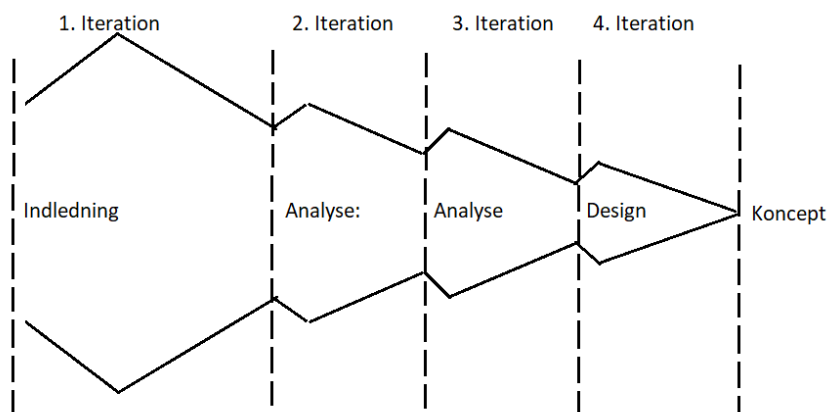 1. Iteration
2. Iteration
3. Iteration
4. Iteration
Indledning
Analyse:
Analyse
Design
Koncept